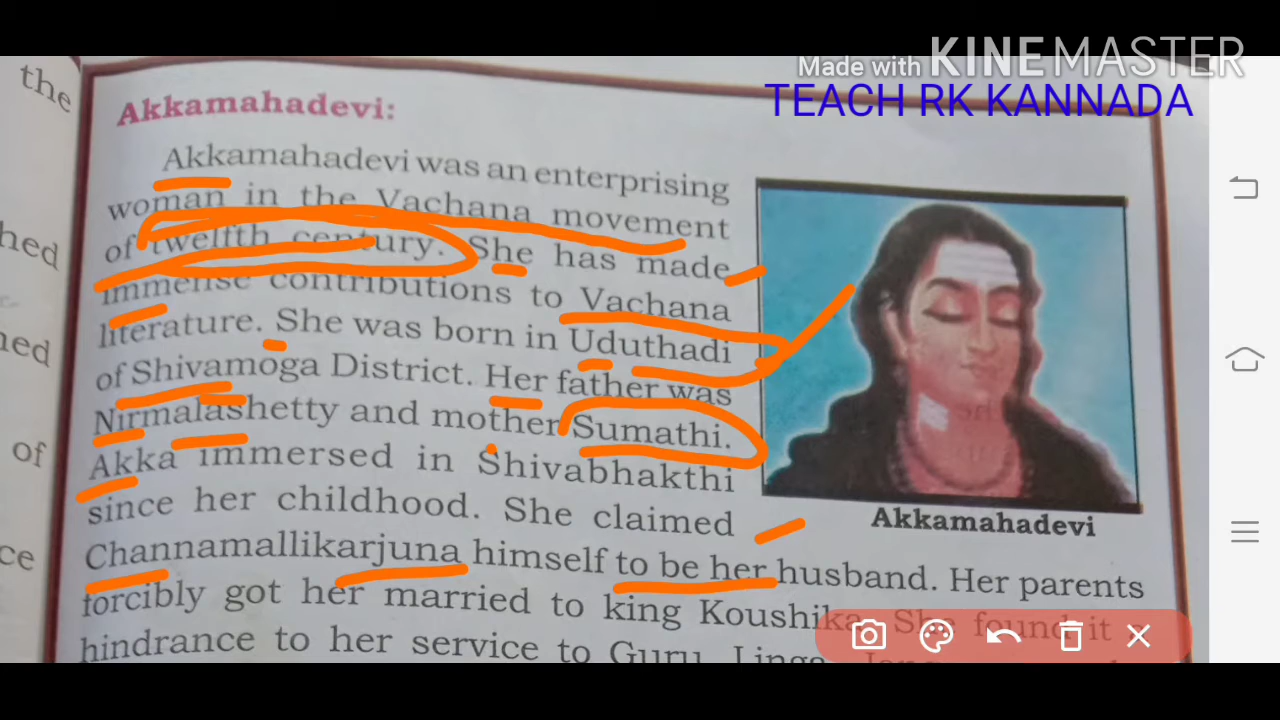 Made with KINEMASTER
TEACH RK KANNADA
the
Akkamahadevi:
Akkamahadevi was an enterprising
woman in the Vachana movement
of twelfth century. She has made
immense contributions to Vachana
literature. She was born in Uduthadi
of Shivamoga District. Her father was
Nirmalashetty and mother Sumathi.
Akka immersed in Shivabhakthi
since her childhood. She claimed
Channamallikarjuna himself to be her husband. Her parents
forcibly got her married to king Koushika. She found it a
hindrance to her service to Guru, Linga,
Akkamahadevi
hed
ned
of
ce